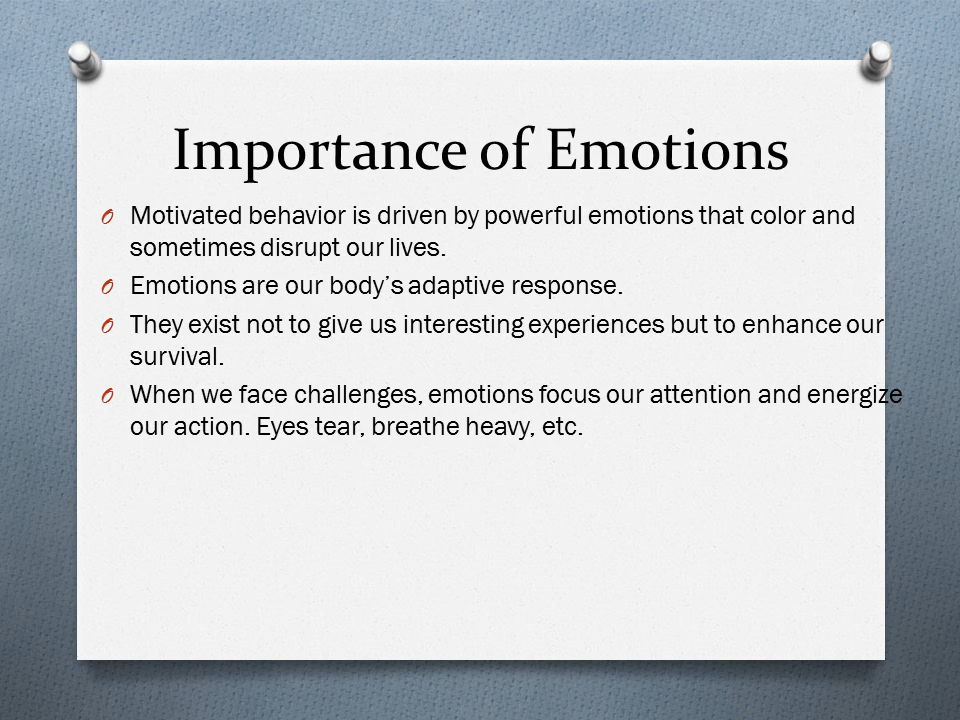 Importance of Emotions
O Motivated behavior is driven by powerful emotions that color and
sometimes disrupt our lives.
O Emotions are our body’s adaptive response.
O They exist not to give us interesting experiences but to enhance our
survival.
O When we face challenges, emotions focus our attention and energize
our action. Eyes tear, breathe heavy, etc.